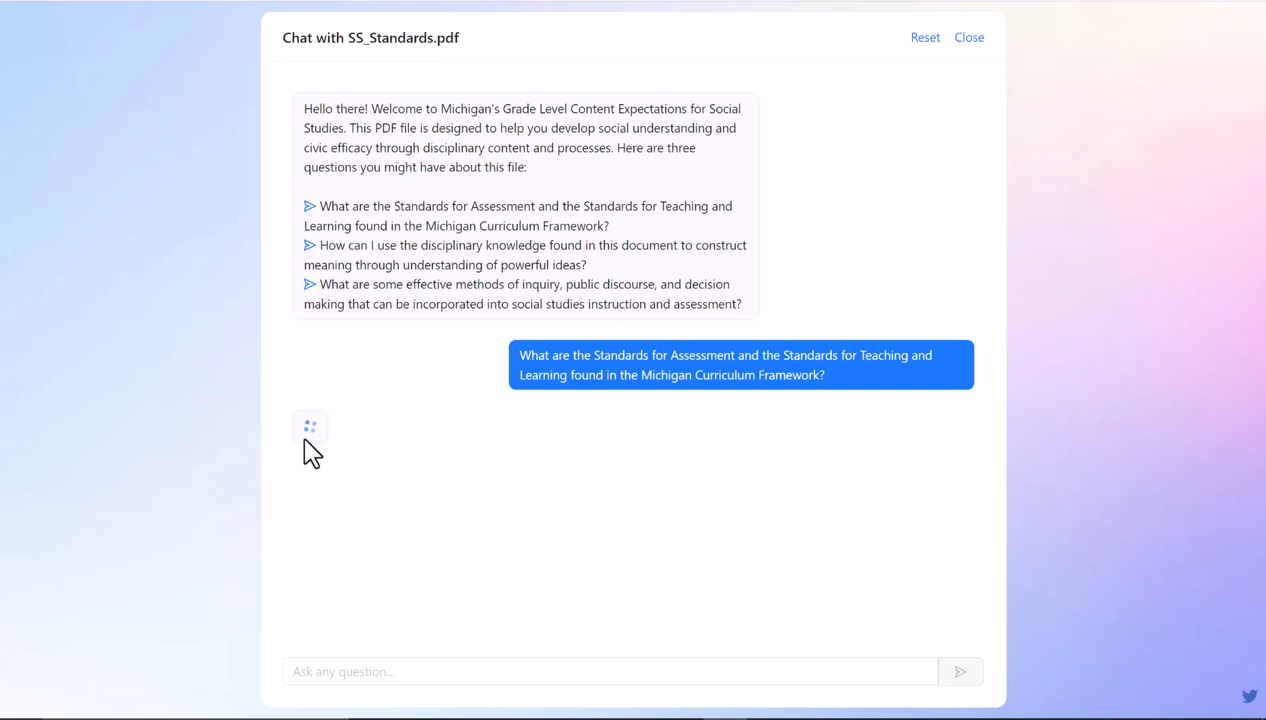 Chat with SS_Standards.pdf
Reset Close
Hello there! Welcome to Michigan's Grade Level Content Expectations for Social
Studies. This PDF file is designed to help you develop social understanding and
civic efficacy through disciplinary content and processes. Here are three
questions you might have about this file:
What are the Standards for Assessment and the Standards for Teaching and
Learning found in the Michigan Curriculum Framework?
How can I use the disciplinary knowledge found in this document to construct
meaning through understanding of powerful ideas?
What are some effective methods of inquiry, public discourse, and decision
making that can be incorporated into social studies instruction and assessment?
What are the Standards for Assessment and the Standards for Teaching and
Learning found in the Michigan Curriculum Framework?
Ask any question...